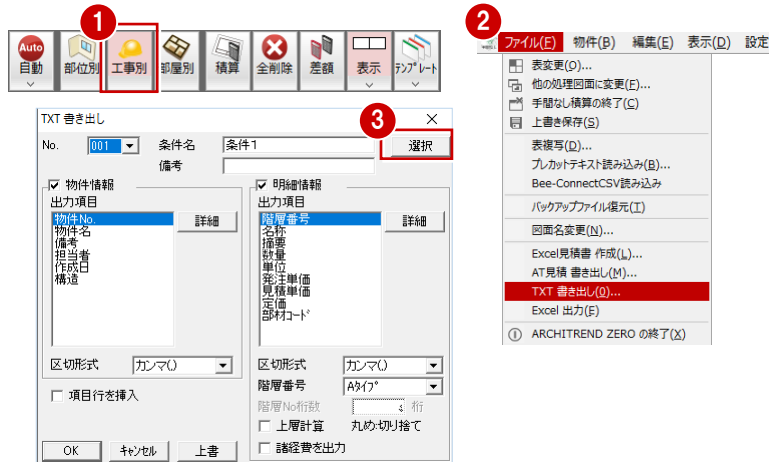 1
Auto
自動
部位別
工事別
部屋別
積算
全削除
差額
表示
ﾃﾝﾌﾟﾚｰﾄ
2
ファイル(F) 物件(B) 編集(E) 表示(D) 設定
表変更(O)...
他の処理図面に変更(F)...
手間なし積算の終了(C)
上書き保存(S)
表複写(D)...
プレカットテキスト読み込み(B)...
Bee-ConnectCSV読み込み
バックアップファイル復元(T)
図面名変更(N)...
Excel見積書 作成(L)...
AT見積 書き出し(M)...
TXT 書き出し(0)...
Excel 出力(E)
ARCHITREND ZERO の終了(X)
TXT 書き出し
3
No. 001 条件名 条件1 選択
備考
物件情報
出力項目
物件No.
物件名
備考
担当者
作成日
構造
詳細
区切形式 カンマ(,)
項目行を挿入
OK ｷｬﾝｾﾙ 上書
明細情報
出力項目
階層番号
名称
摘要
数量
単位
発注単価
見積単価
定価
部材ｺｰﾄﾞ
詳細
区切形式 カンマ(,)
階層番号 Aﾀｲﾌﾟ
階層No桁数 4 桁
上層計算 丸め:切り捨て
諸経費を出力